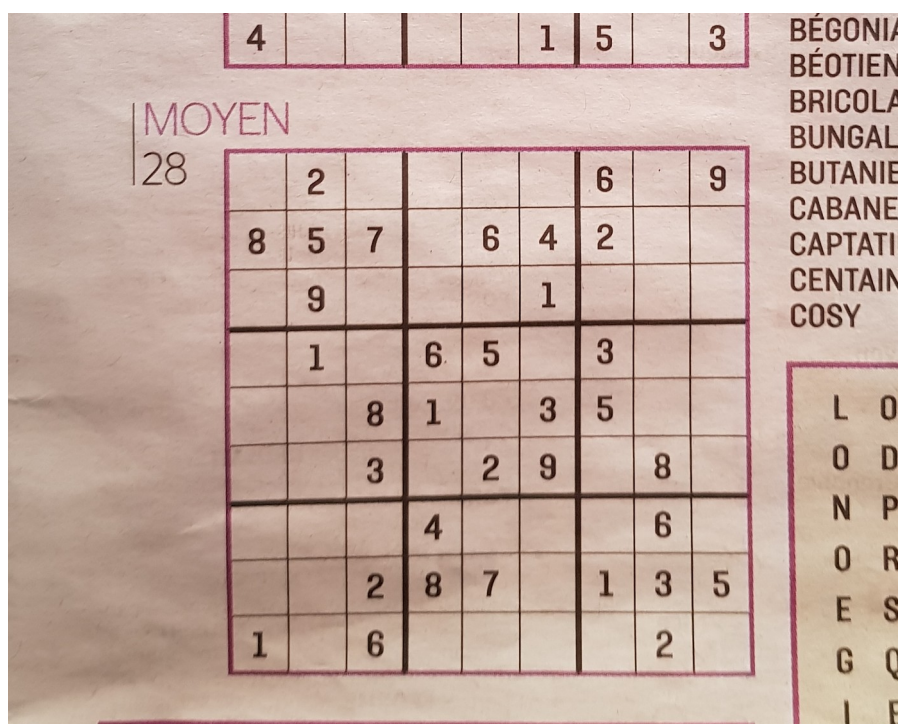 4 1 5 3
MOYEN
28
2 6 9
8 5 7 6 4 2
9 1
1 6 5 3
8 1 3 5
3 2 9 8
4 6
2 8 7 1 3 5
1 6 2
BÉGONIA
BÉOTIEN
BRICOLA
BUNGAL
BUTANIE
CABANE
CAPTATI
CENTAIN
COSY
L O
O D
N P
O R
E S
G Q